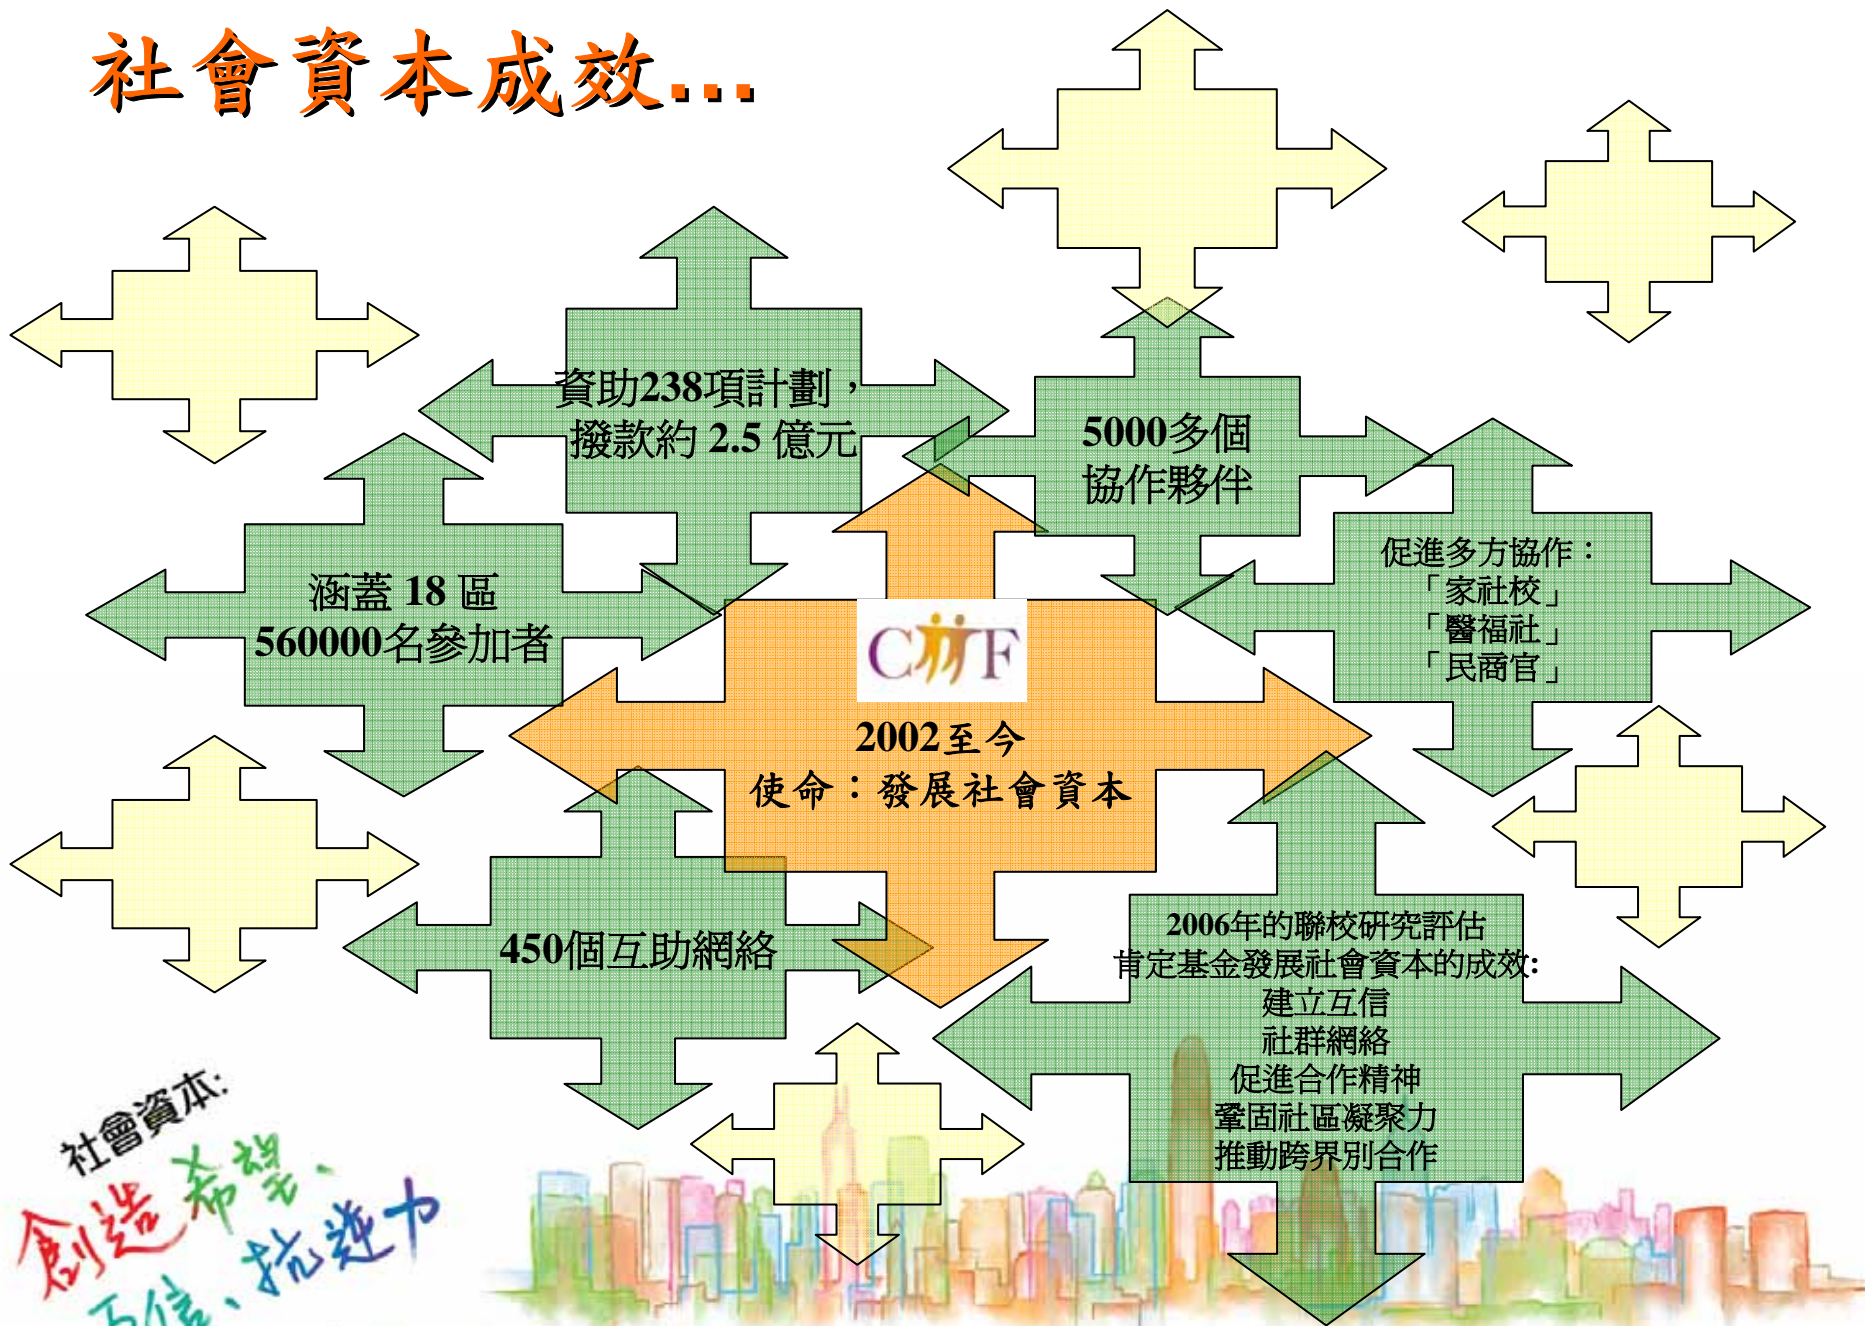 社會資本成效...
資助238項計劃，
撥款約 2.5 億元
5000多個
協作夥伴
涵蓋 18 區
560000名參加者
促進多方協作：
「家社校」
「醫福社」
「民商官」
CIIF
2002至今
使命：發展社會資本
450個互助網絡
2006年的聯校研究評估
肯定基金發展社會資本的成效:
建立互信
社群網絡
促進合作精神
鞏固社區凝聚力
推動跨界別合作
社會資本:
創造希望、
互信、抗逆力